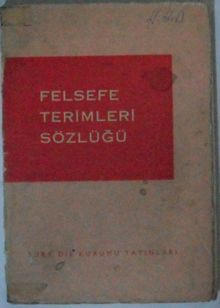 FELSEFE
TERİMLERİ
SÖZLÜĞÜ
TÜRK DİL KURUMU YAYINLARI